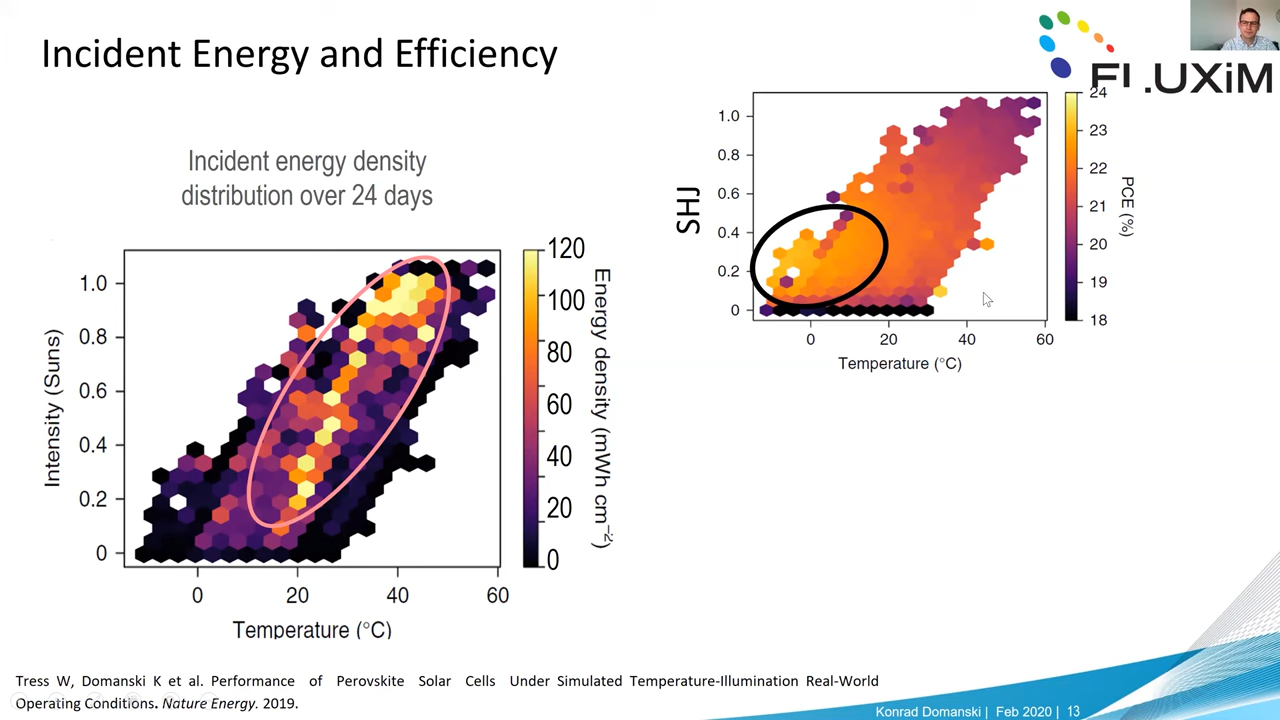 Incident Energy and Efficiency
FLUXiM
Incident energy density
distribution over 24 days
Intensity (Suns)
1.0
0.8
0.6
0.4
0.2
0
0
20
40
60
Temperature (°C)
120
100
80
60
40
20
0
Energy density (mWh cm⁻²)
SHJ
1.0
0.8
0.6
0.4
0.2
0
0
20
40
60
Temperature (°C)
24
23
22
21
20
19
18
PCE (%)
Tress W, Domanski K et al. Performance of Perovskite Solar Cells Under Simulated Temperature-Illumination Real-World
Operating Conditions. Nature Energy. 2019.
Konrad Domanski | Feb 2020 | 13